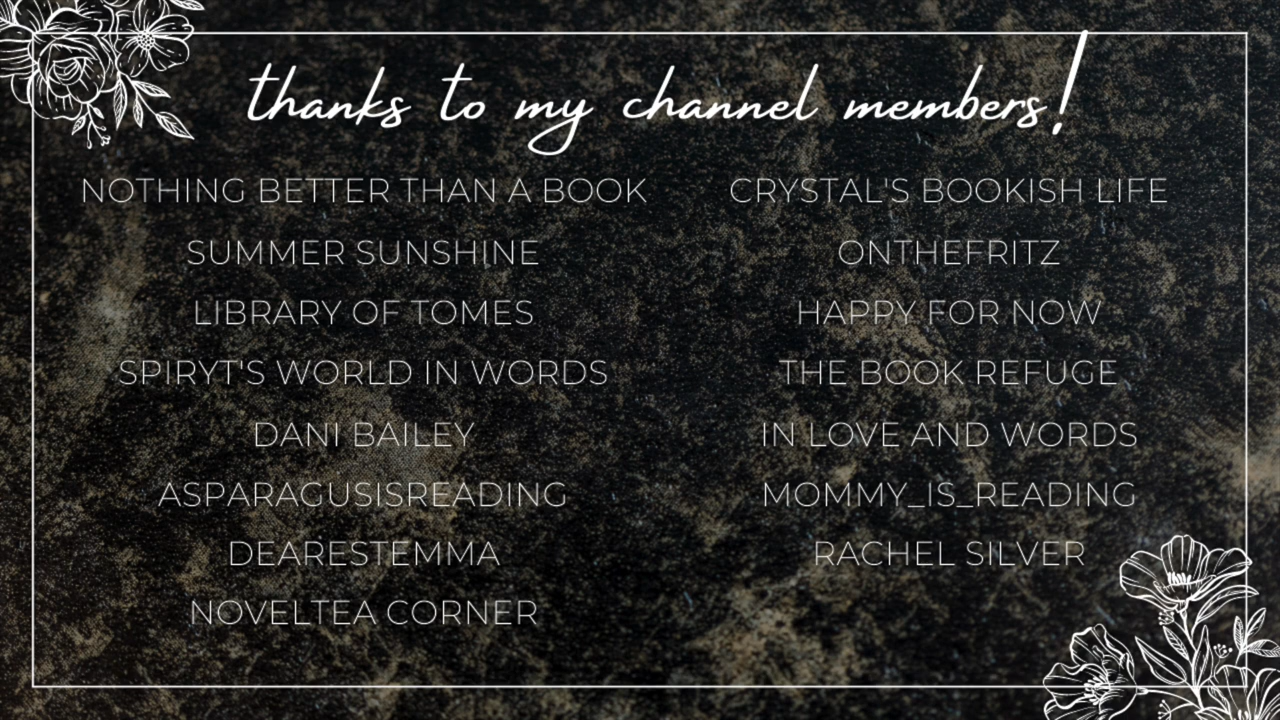 thanks to my channel members!
NOTHING BETTER THAN A BOOK
SUMMER SUNSHINE
LIBRARY OF TOMES
SPIRYT'S WORLD IN WORDS
DANI BAILEY
ASPARAGUSISREADING
DEARESTEMMA
NOVELTEA CORNER
CRYSTAL'S BOOKISH LIFE
ONTHEFRITZ
HAPPY FOR NOW
THE BOOK REFUGE
IN LOVE AND WORDS
MOMMY_IS_READING
RACHEL SILVER